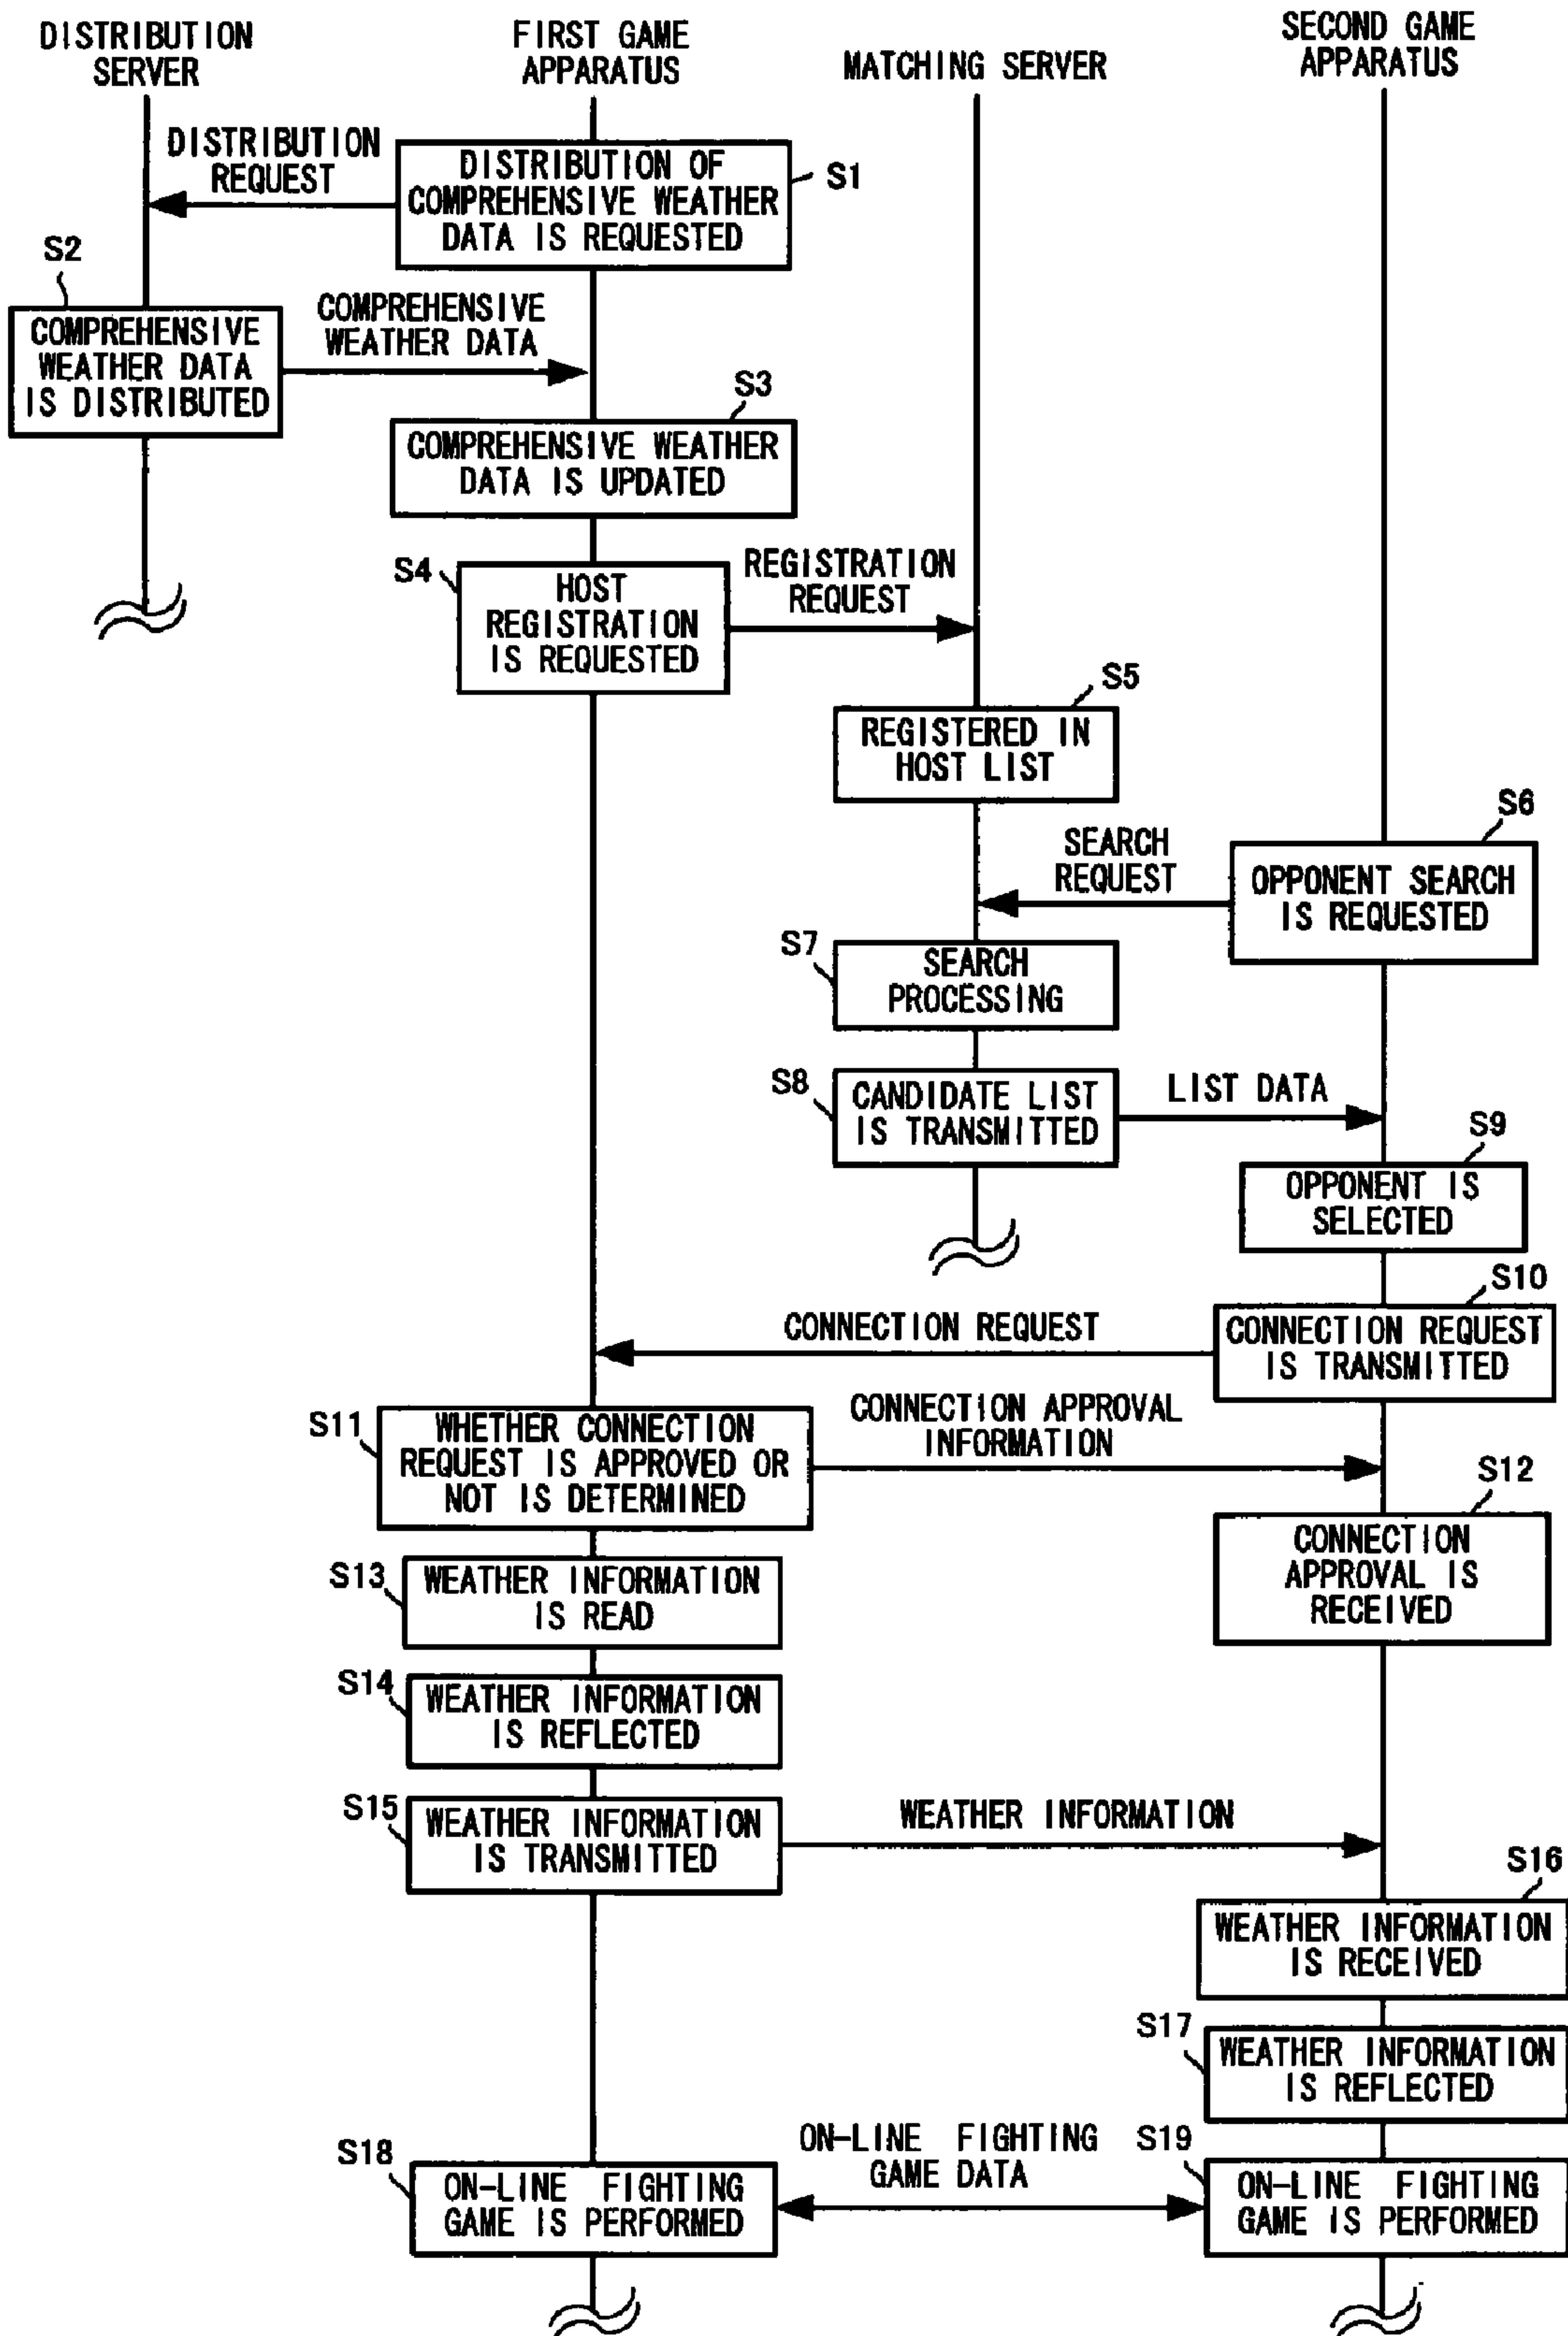 DISTRIBUTION
SERVER
FIRST GAME
APPARATUS
MATCHING SERVER
SECOND GAME
APPARATUS
DISTRIBUTION
REQUEST
DISTRIBUTION OF
COMPREHENSIVE WEATHER
DATA IS REQUESTED
S1
S2
COMPREHENSIVE
WEATHER DATA
IS DISTRIBUTED
COMPREHENSIVE
WEATHER DATA
S3
COMPREHENSIVE WEATHER
DATA IS UPDATED
S4
HOST
REGISTRATION
IS REQUESTED
REGISTRATION
REQUEST
S5
REGISTERED IN
HOST LIST
S6
SEARCH
REQUEST
OPPONENT SEARCH
IS REQUESTED
S7
SEARCH
PROCESSING
S8
CANDIDATE LIST
IS TRANSMITTED
LIST DATA
S9
OPPONENT IS
SELECTED
S10
CONNECTION REQUEST
CONNECTION REQUEST
IS TRANSMITTED
S11
WHETHER CONNECTION
REQUEST IS APPROVED OR
NOT IS DETERMINED
CONNECTION APPROVAL
INFORMATION
S12
CONNECTION
APPROVAL IS
RECEIVED
S13
WEATHER INFORMATION
IS READ
S14
WEATHER INFORMATION
IS REFLECTED
S15
WEATHER INFORMATION
IS TRANSMITTED
WEATHER INFORMATION
S16
WEATHER INFORMATION
IS RECEIVED
S17
WEATHER INFORMATION
IS REFLECTED
S18
ON-LINE FIGHTING
GAME IS PERFORMED
ON-LINE FIGHTING
GAME DATA
S19
ON-LINE FIGHTING
GAME IS PERFORMED